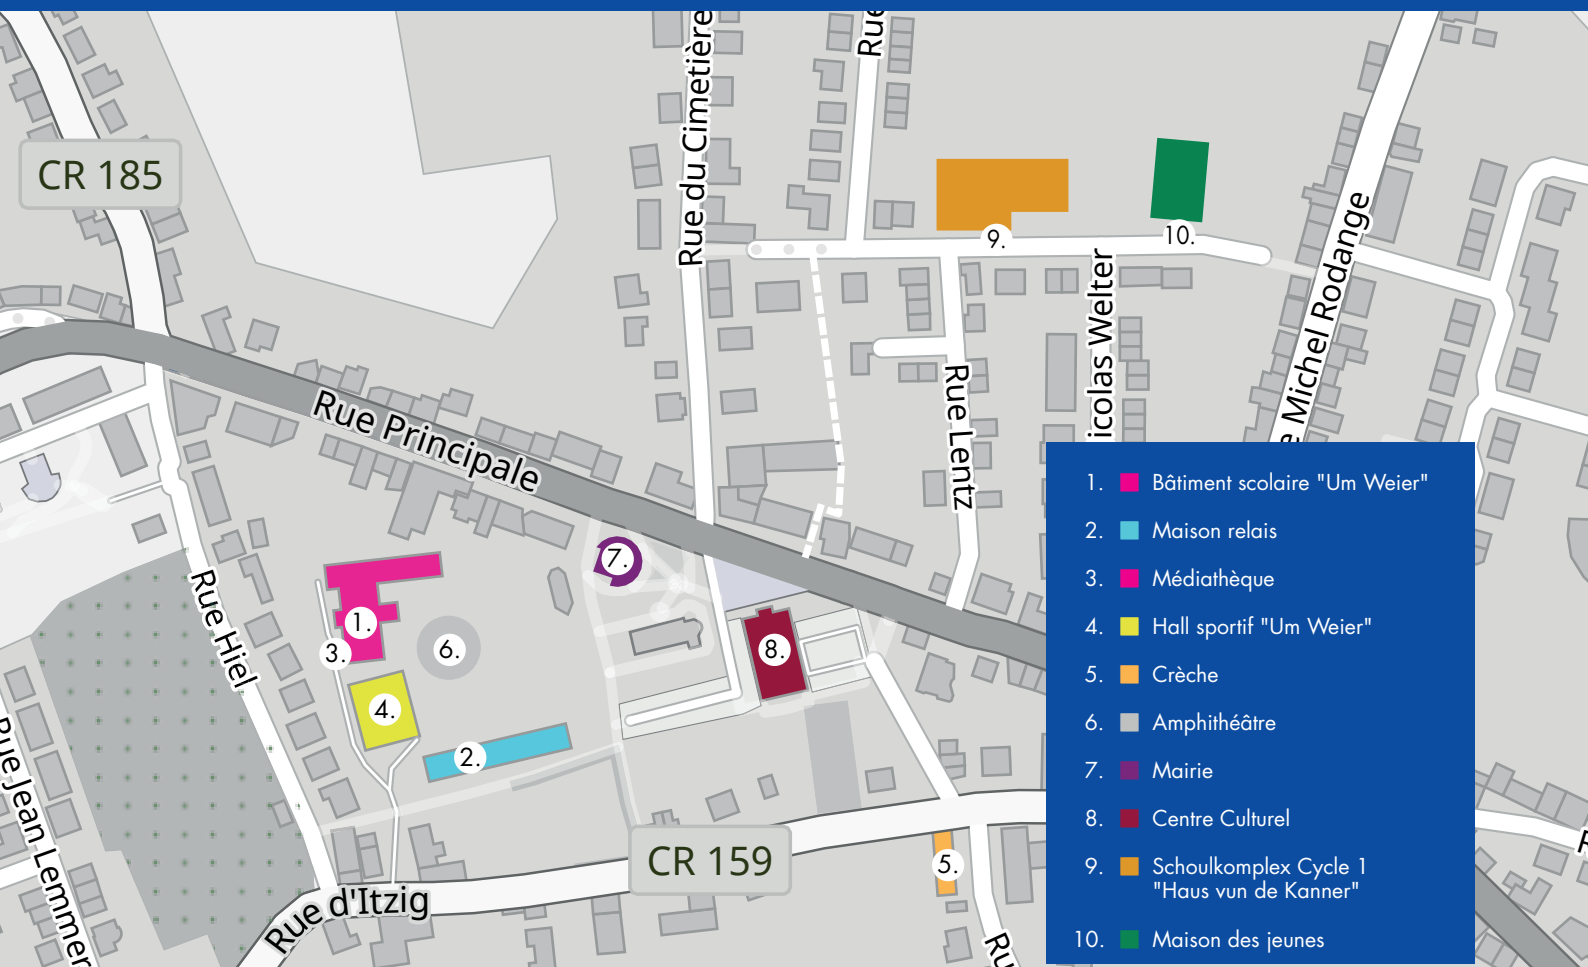 Rue du Cimetière
Rue
CR 185
9.
10.
Michel Rodange
icolas Welter
Rue Lentz
Rue Principale
7.
1.
3.
6.
8.
4.
2.
Rue Hiel
Rue Jean Lemmer
CR 159
5.
Rue d'Itzig
1. Bâtiment scolaire "Um Weier"
2. Maison relais
3. Médiathèque
4. Hall sportif "Um Weier"
5. Crèche
6. Amphithéâtre
7. Mairie
8. Centre Culturel
9. Schoulkomplex Cycle 1
"Haus vun de Kanner"
10. Maison des jeunes